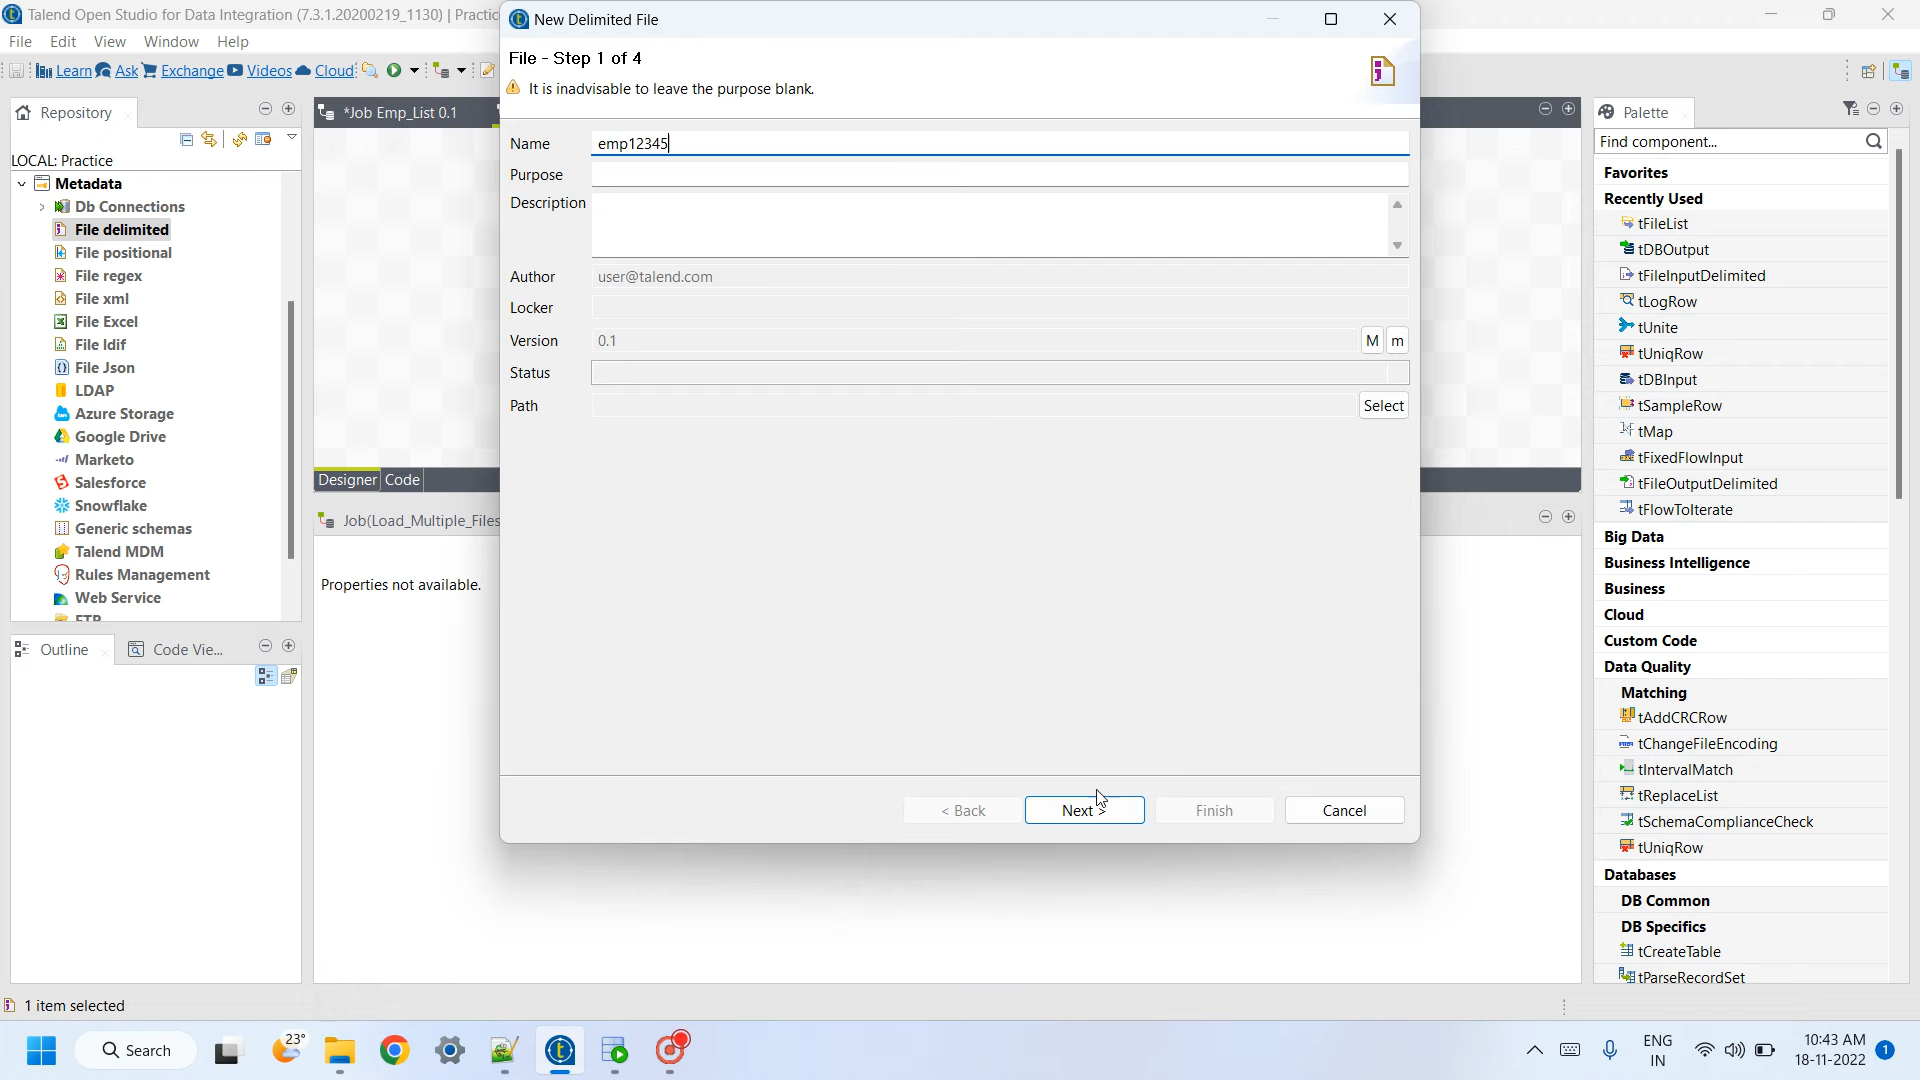 Talend Open Studio for Data Integration (7.3.1.20200219_1130) | Practic
File Edit View Window Help
Learn Ask Exchange Videos Cloud
Repository
LOCAL: Practice
Metadata
Db Connections
File delimited
File positional
File regex
File xml
File Excel
File ldif
File Json
LDAP
Azure Storage
Google Drive
Marketo
Salesforce
Snowflake
Generic schemas
Talend MDM
Rules Management
Web Service
FTP
Outline
Code Vie...
*Job Emp_List 0.1
Designer Code
Job(Load_Multiple_Files
Properties not available.
New Delimited File
File - Step 1 of 4
It is inadvisable to leave the purpose blank.
Name emp12345
Purpose
Description
Author user@talend.com
Locker
Version 0.1 M m
Status
Path Select
< Back Next > Finish Cancel
Palette
Find component...
Favorites
Recently Used
tFileList
tDBOutput
tFileInputDelimited
tLogRow
tUnite
tUniqRow
tDBInput
tSampleRow
tMap
tFixedFlowInput
tFileOutputDelimited
tFlowToIterate
Big Data
Business Intelligence
Business
Cloud
Custom Code
Data Quality
Matching
tAddCRCRow
tChangeFileEncoding
tIntervalMatch
tReplaceList
tSchemaComplianceCheck
tUniqRow
Databases
DB Common
DB Specifics
tCreateTable
tParseRecordSet
1 item selected
Search
23°
ENG
IN
10:43 AM
18-11-2022
1